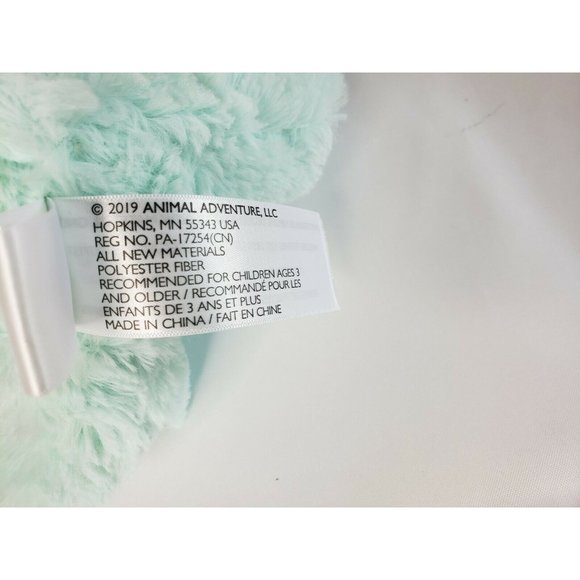 © 2019 ANIMAL ADVENTURE, LLC
HOPKINS, MN 55343 USA
REG NO. PA-17254(CN)
ALL NEW MATERIALS
POLYESTER FIBER
RECOMMENDED FOR CHILDREN AGES 3
AND OLDER / RECOMMANDÉ POUR LES
ENFANTS DE 3 ANS ET PLUS
MADE IN CHINA / FAIT EN CHINE